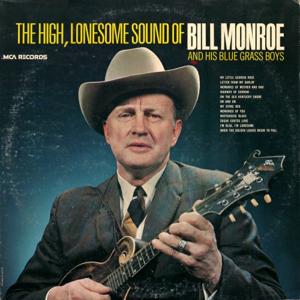 THE HIGH, LONESOME SOUND OF BILL MONROE
AND HIS BLUE GRASS BOYS
MCA RECORDS
MY LITTLE GEORGIA ROSE
LETTER FROM MY DARLIN'
MEMORIES OF MOTHER AND DAD
HIGHWAY OF SORROW
ON THE OLD KENTUCKY SHORE
ON AND ON
MY DYING BED
MEMORIES OF YOU
WHITEHOUSE BLUES
SUGAR COATED LOVE
I'M BLUE, I'M LONESOME
WHEN THE GOLDEN LEAVES BEGIN TO FALL